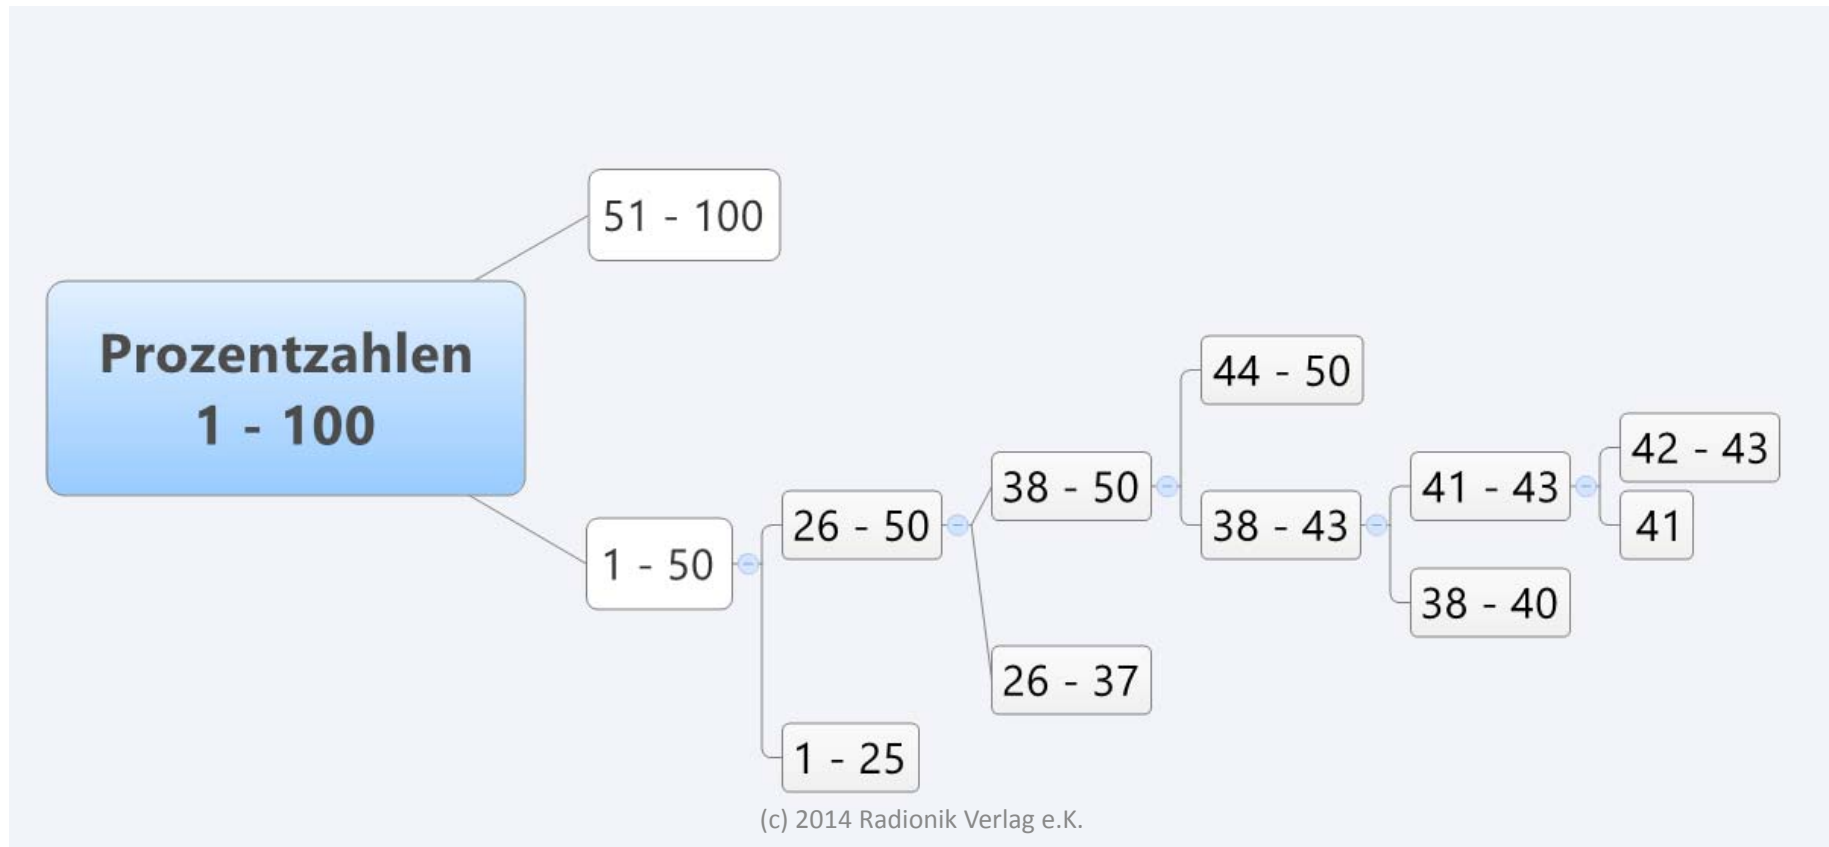 51 - 100
Prozentzahlen
1 - 100
44 - 50
42 - 43
38 - 50
41 - 43
26 - 50
38 - 43
41
1 - 50
38 - 40
26 - 37
1 - 25
(c) 2014 Radionik Verlag e.K.